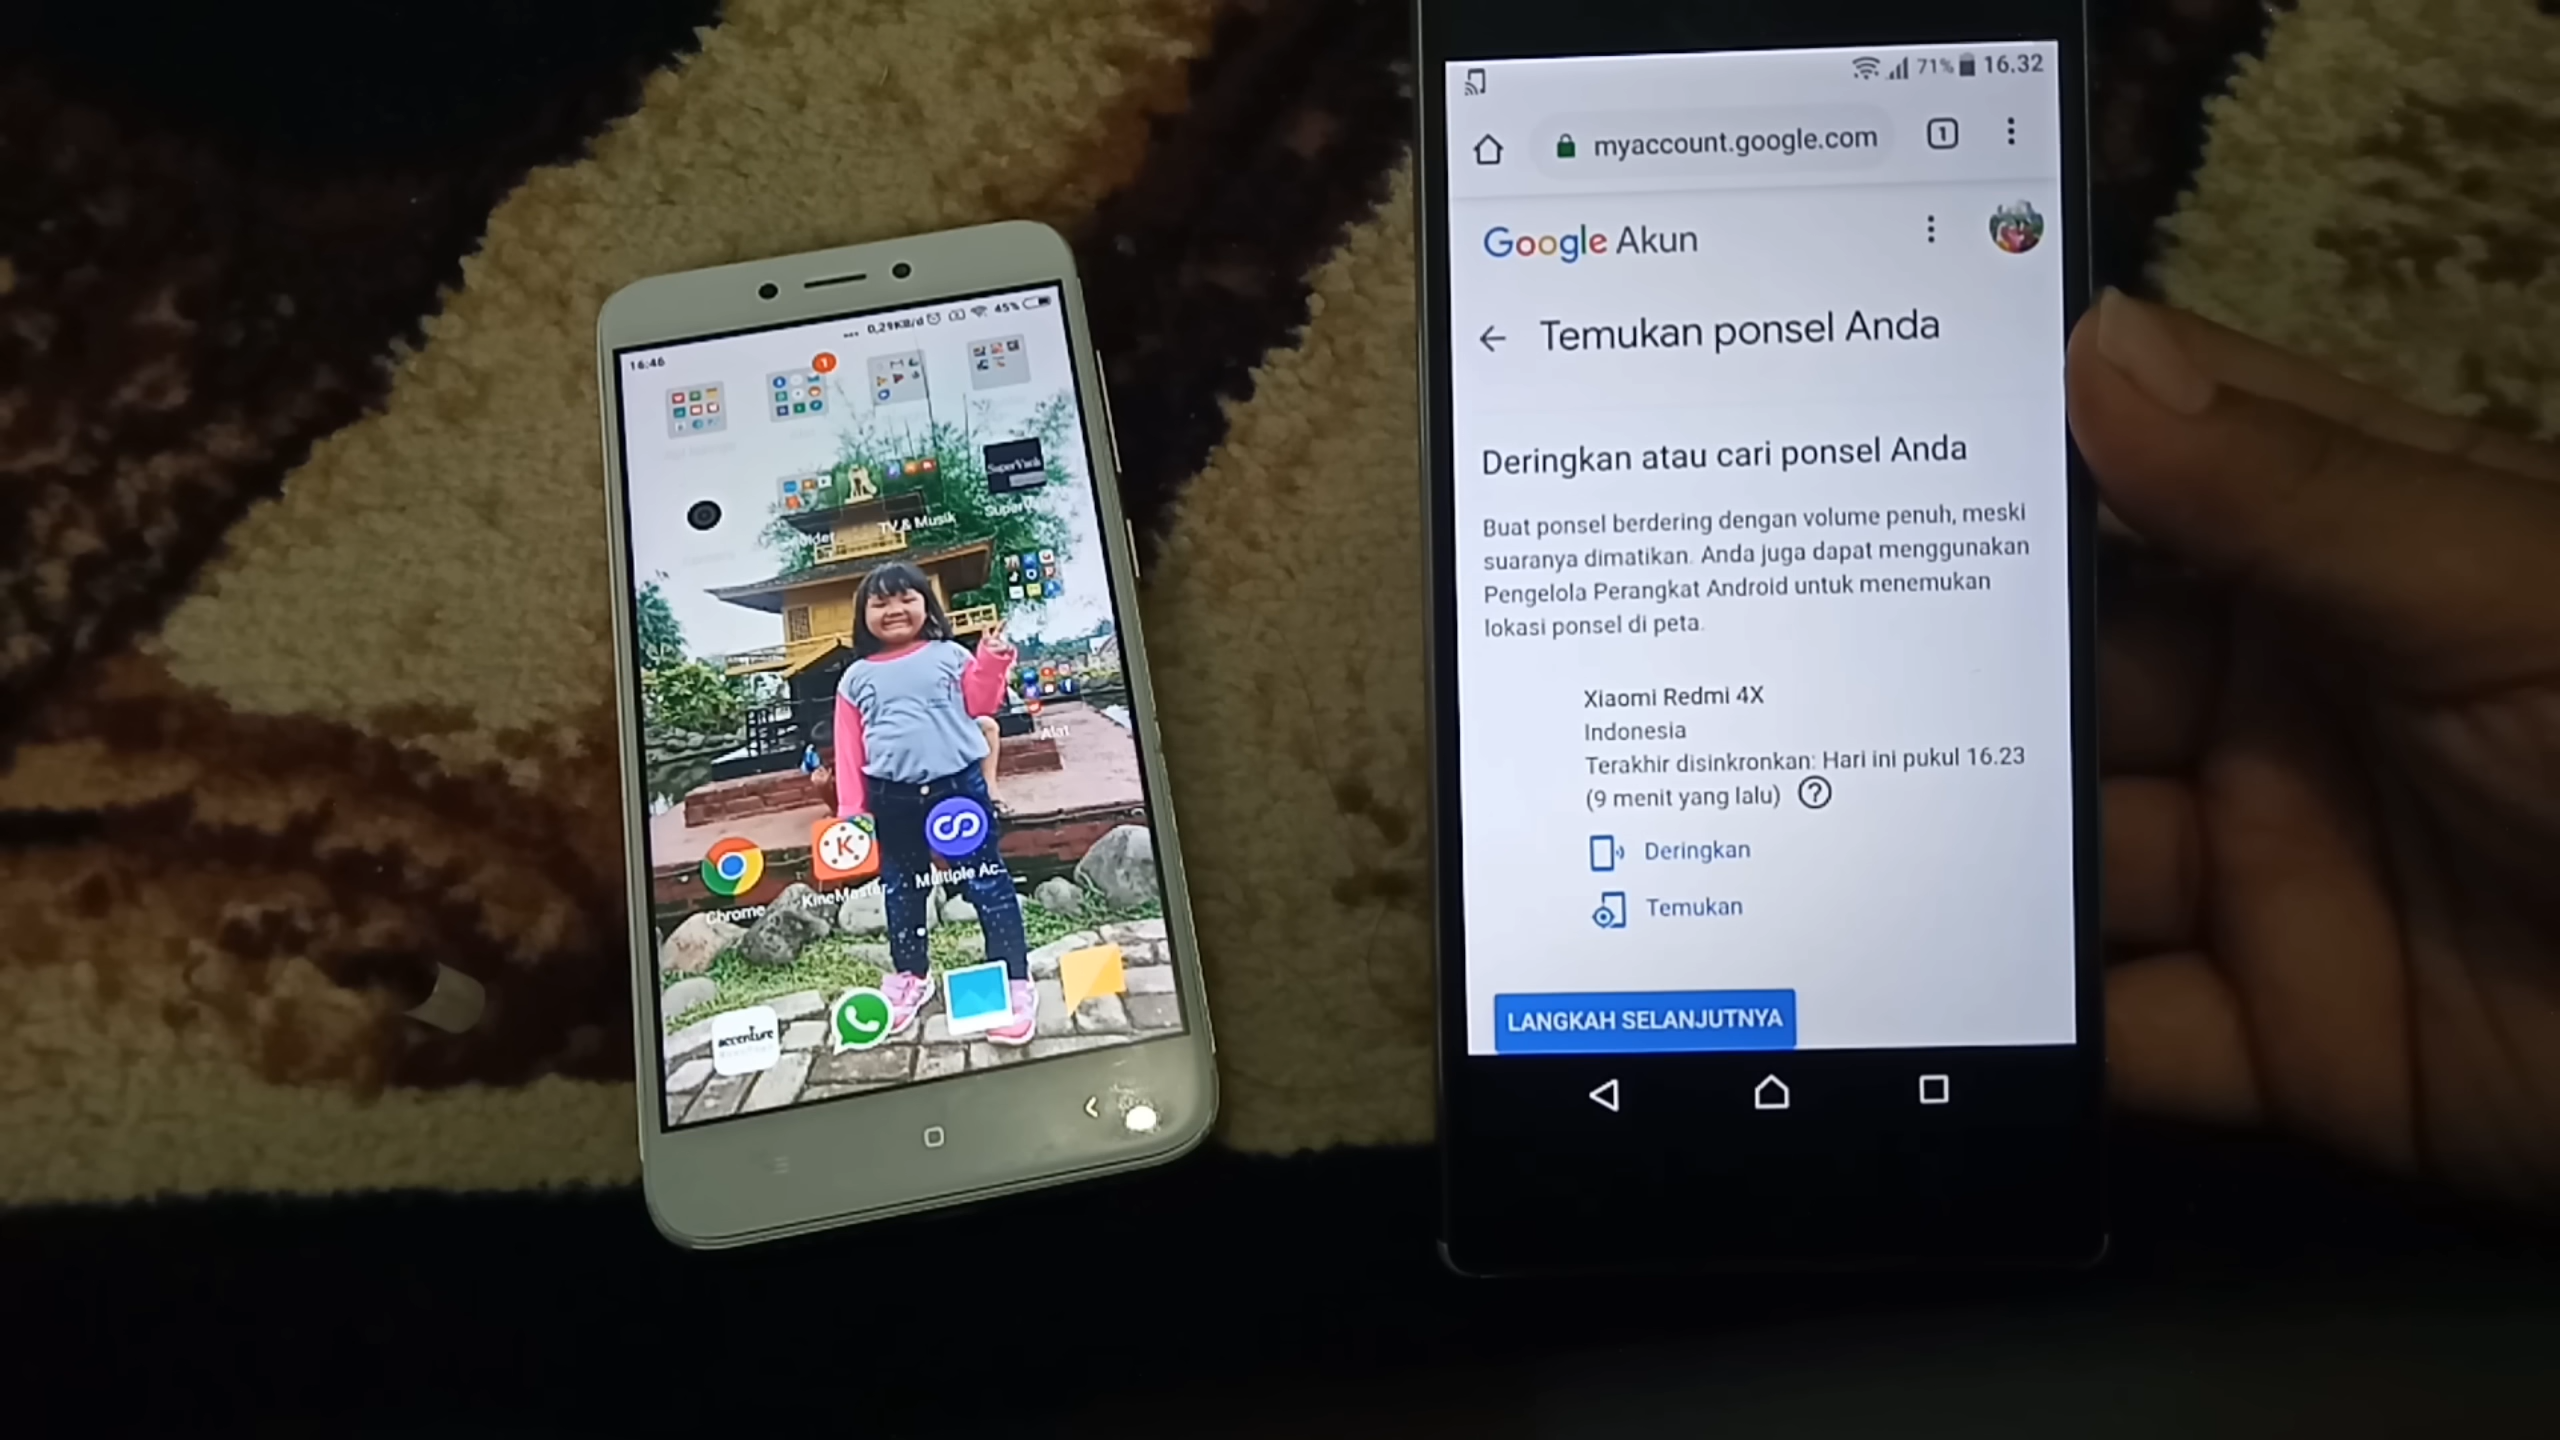 16:46
0,29KB/d
45%
SuperVault
TV & Musik
Alat
Chrome
KineMaster
Multiple Ac...
accenture
71% 16.32
myaccount.google.com
1
Google Akun
Temukan ponsel Anda
Deringkan atau cari ponsel Anda
Buat ponsel berdering dengan volume penuh, meski
suaranya dimatikan. Anda juga dapat menggunakan
Pengelola Perangkat Android untuk menemukan
lokasi ponsel di peta.
Xiaomi Redmi 4X
Indonesia
Terakhir disinkronkan: Hari ini pukul 16.23
(9 menit yang lalu)
Deringkan
Temukan
LANGKAH SELANJUTNYA